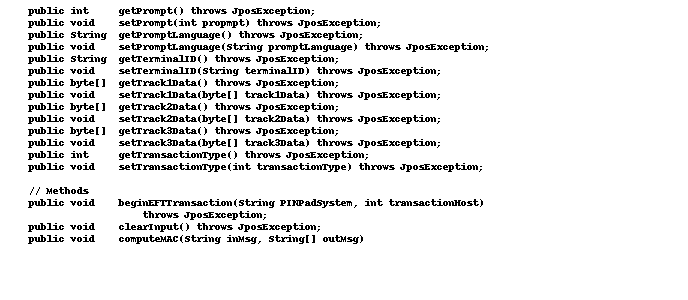 public int    getPrompt() throws JposException;
public void    setPrompt(int propmpt) throws JposException;
public String  getPromptLanguage() throws JposException;
public void    setPromptLanguage(String promptLanguage) throws JposException;
public String  getTerminalID() throws JposException;
public void    setTerminalID(String terminalID) throws JposException;
public byte[]  getTrack1Data() throws JposException;
public void    setTrack1Data(byte[] track1Data) throws JposException;
public byte[]  getTrack2Data() throws JposException;
public void    setTrack2Data(byte[] track2Data) throws JposException;
public byte[]  getTrack3Data() throws JposException;
public void    setTrack3Data(byte[] track3Data) throws JposException;
public int     getTransactionType() throws JposException;
public void    setTransactionType(int transactionType) throws JposException;
// Methods
public void    beginEFTTransaction(String PINPadSystem, int transactionHost)
throws JposException;
public void    clearInput() throws JposException;
public void    computeMAC(String inMsg, String[] outMsg)